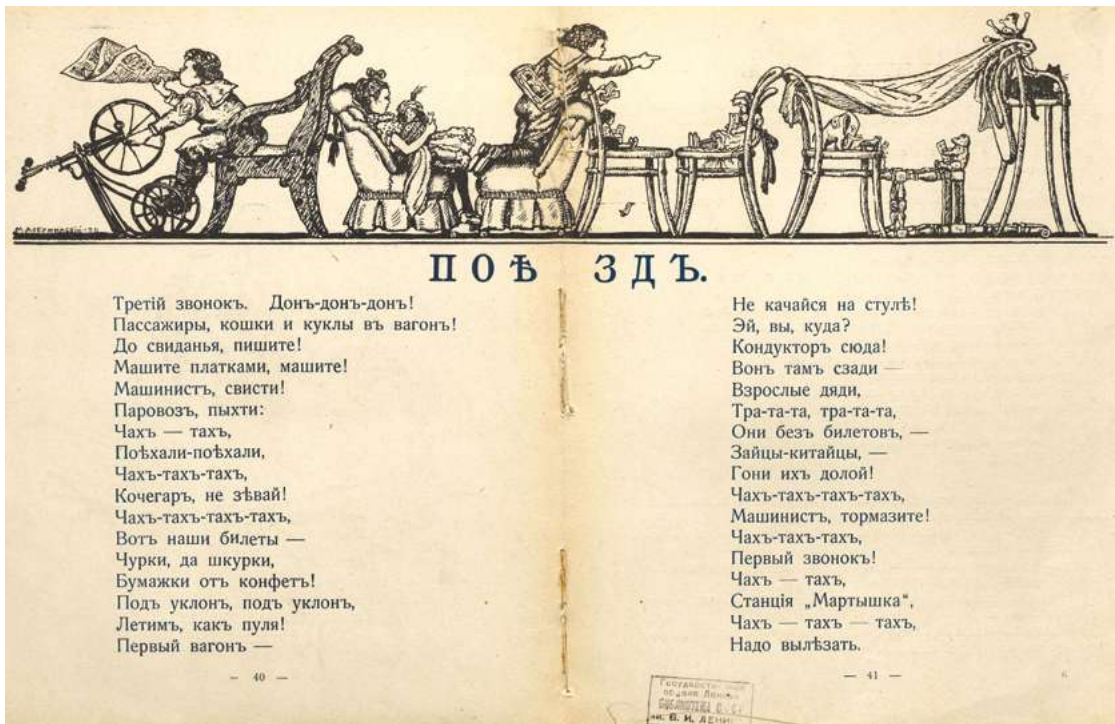 ПОѢЗДЪ.
Третій звонокъ. Донъ-донъ-донъ!
Пассажиры, кошки и куклы въ вагонъ!
До свиданья, пишите!
Машите платками, машите!
Машинистъ, свисти!
Паровозъ, пыхти:
Чахъ — тахъ,
Поѣхали-поѣхали,
Чахъ-тахъ-тахъ,
Кочегаръ, не зѣвай!
Чахъ-тахъ-тахъ-тахъ,
Вотъ наши билеты —
Чурки, да шкурки,
Бумажки отъ конфетъ!
Подъ уклонъ, подъ уклонъ,
Летимъ, какъ пуля!
Первый вагонъ —
— 40 —
Не качайся на стулѣ!
Эй, вы, куда?
Кондукторъ сюда!
Вонъ тамъ сзади —
Взрослые дяди,
Тра-та-та, тра-та-та,
Они безъ билетовъ, —
Зайцы-китайцы, —
Гони ихъ долой!
Чахъ-тахъ-тахъ-тахъ,
Машинистъ, тормазите!
Чахъ-тахъ-тахъ,
Первый звонокъ!
Чахъ — тахъ,
Станція „Мартышка“,
Чахъ — тахъ — тахъ,
Надо вылѣзать.
— 41 —
6
БИБЛИОТЕКА
В. И. ЛЕНИ